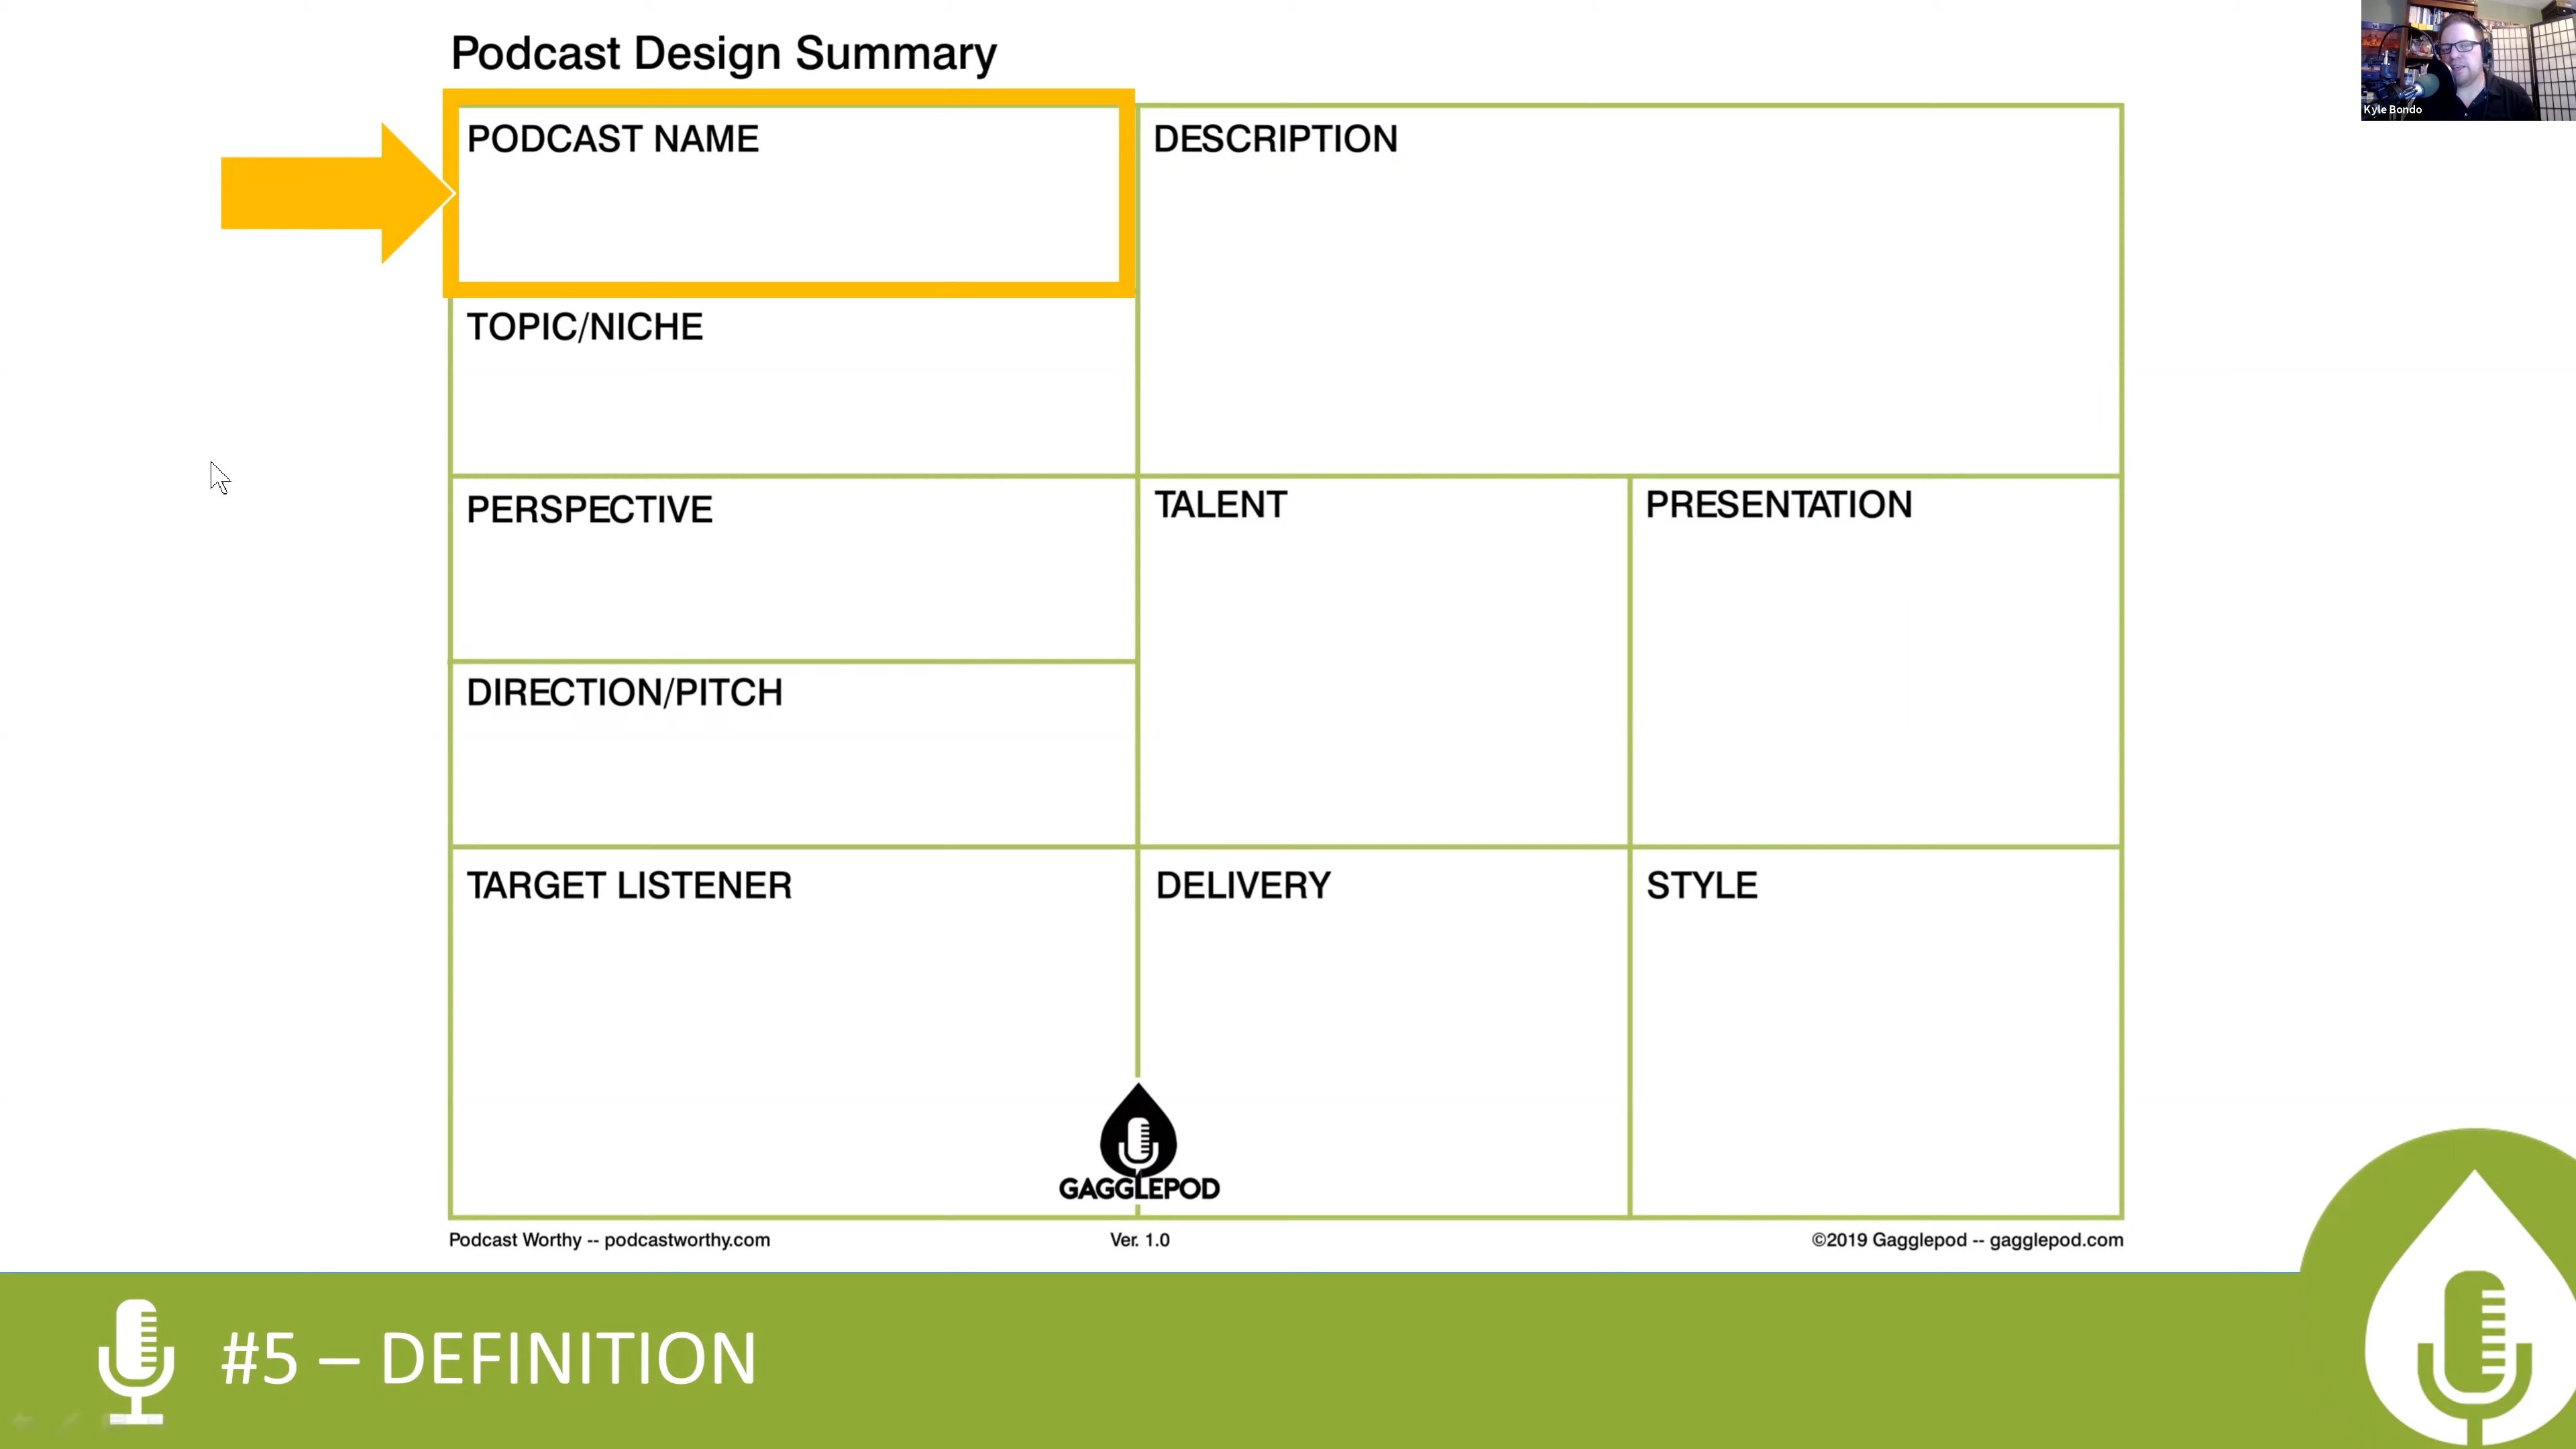 Podcast Design Summary
Kyle Bondo
PODCAST NAME
DESCRIPTION
TOPIC/NICHE
PERSPECTIVE
TALENT
PRESENTATION
DIRECTION/PITCH
TARGET LISTENER
DELIVERY
STYLE
GAGGLEPOD
Podcast Worthy -- podcastworthy.com
Ver. 1.0
©2019 Gagglepod -- gagglepod.com
#5 – DEFINITION